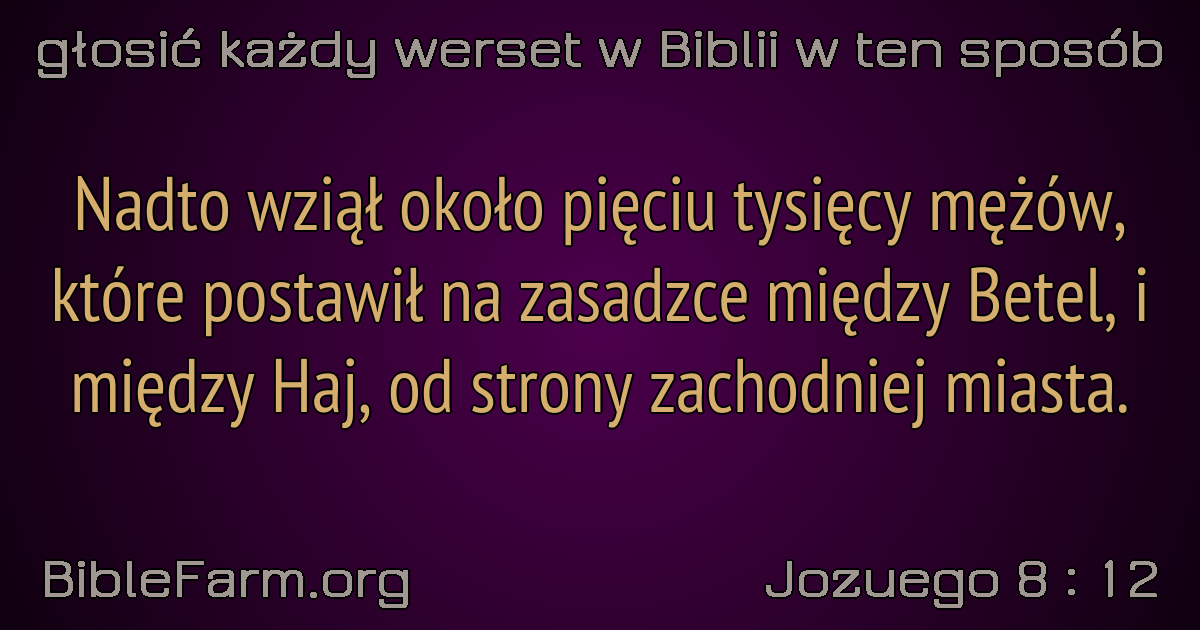 głosić każdy werset w Biblii w ten sposób
Nadto wziął około pięciu tysięcy mężów,
które postawił na zasadzce między Betel, i
między Haj, od strony zachodniej miasta.
BibleFarm.org
Jozuego 8 : 12